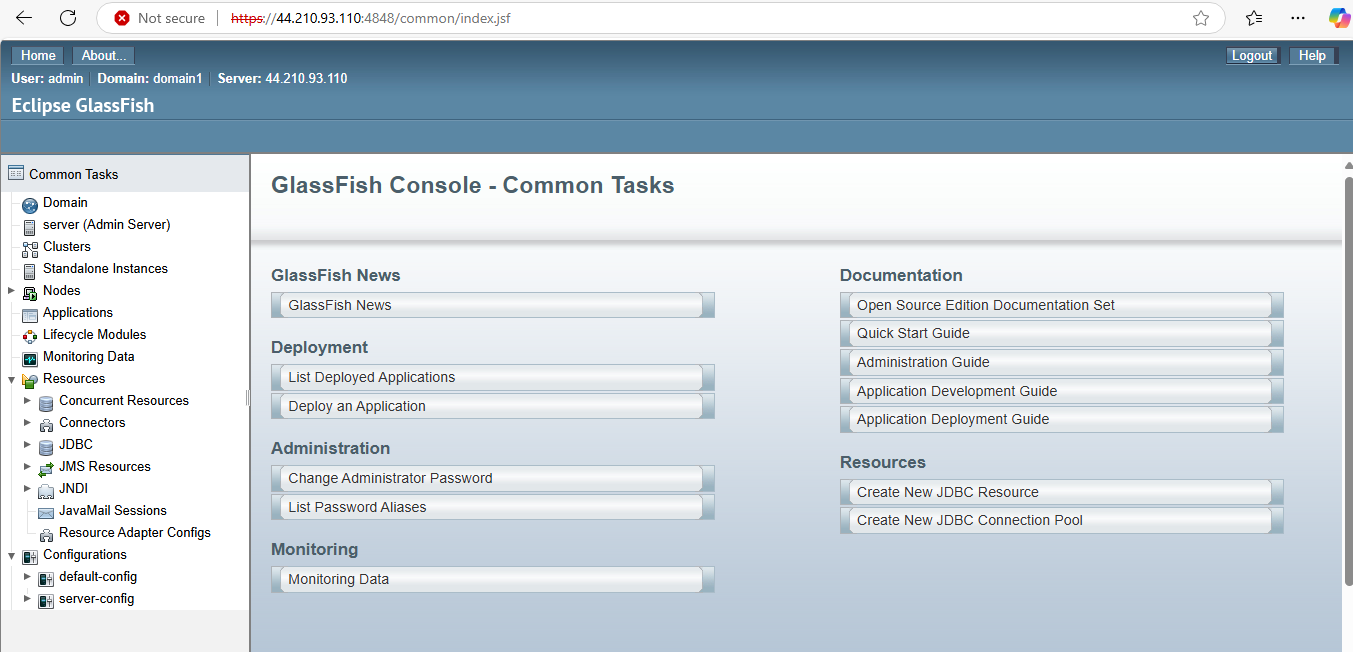 Not secure https://44.210.93.110:4848/common/index.jsf
Home About... Logout Help
User: admin Domain: domain1 Server: 44.210.93.110
Eclipse GlassFish
Common Tasks
Domain
server (Admin Server)
Clusters
Standalone Instances
Nodes
Applications
Lifecycle Modules
Monitoring Data
Resources
Concurrent Resources
Connectors
JDBC
JMS Resources
JNDI
JavaMail Sessions
Resource Adapter Configs
Configurations
default-config
server-config
GlassFish Console - Common Tasks
GlassFish News
GlassFish News
Deployment
List Deployed Applications
Deploy an Application
Administration
Change Administrator Password
List Password Aliases
Monitoring
Monitoring Data
Documentation
Open Source Edition Documentation Set
Quick Start Guide
Administration Guide
Application Development Guide
Application Deployment Guide
Resources
Create New JDBC Resource
Create New JDBC Connection Pool